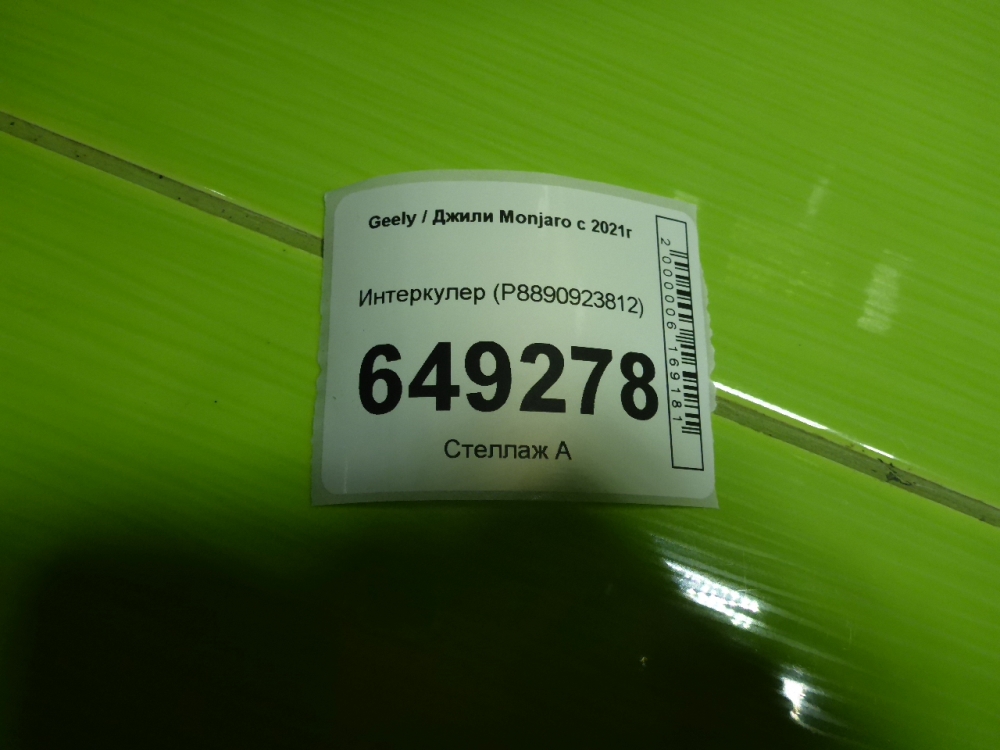 Geely / Джили Monjaro с 2021г
Интеркулер (P8890923812)
649278
Стеллаж А
2000006169181